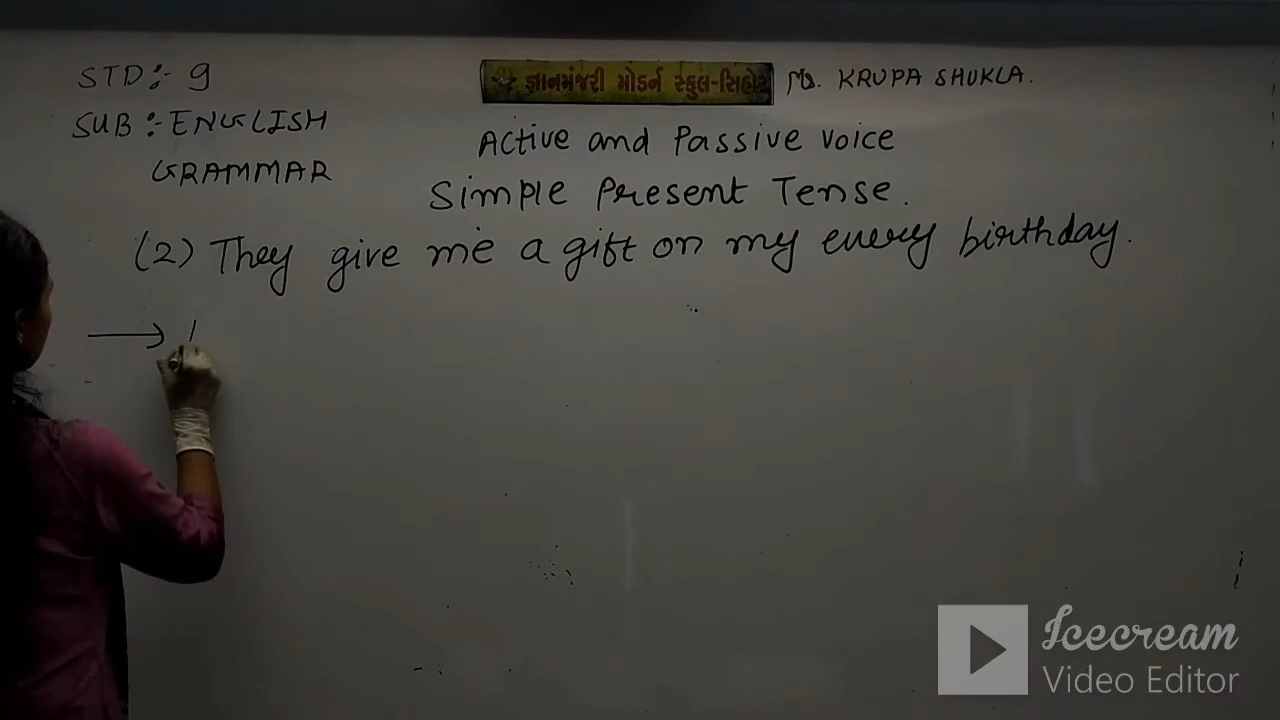 STD:- 9
જ્ઞાનમંજરી મોડર્ન સ્કુલ-સિહોર
KRUPA SHUKLA.
SUB:- ENGLISH
GRAMMAR
Active and Passive Voice
Simple Present Tense.
(2) They give me a gift on my every birthday.
→
Icecream
Video Editor